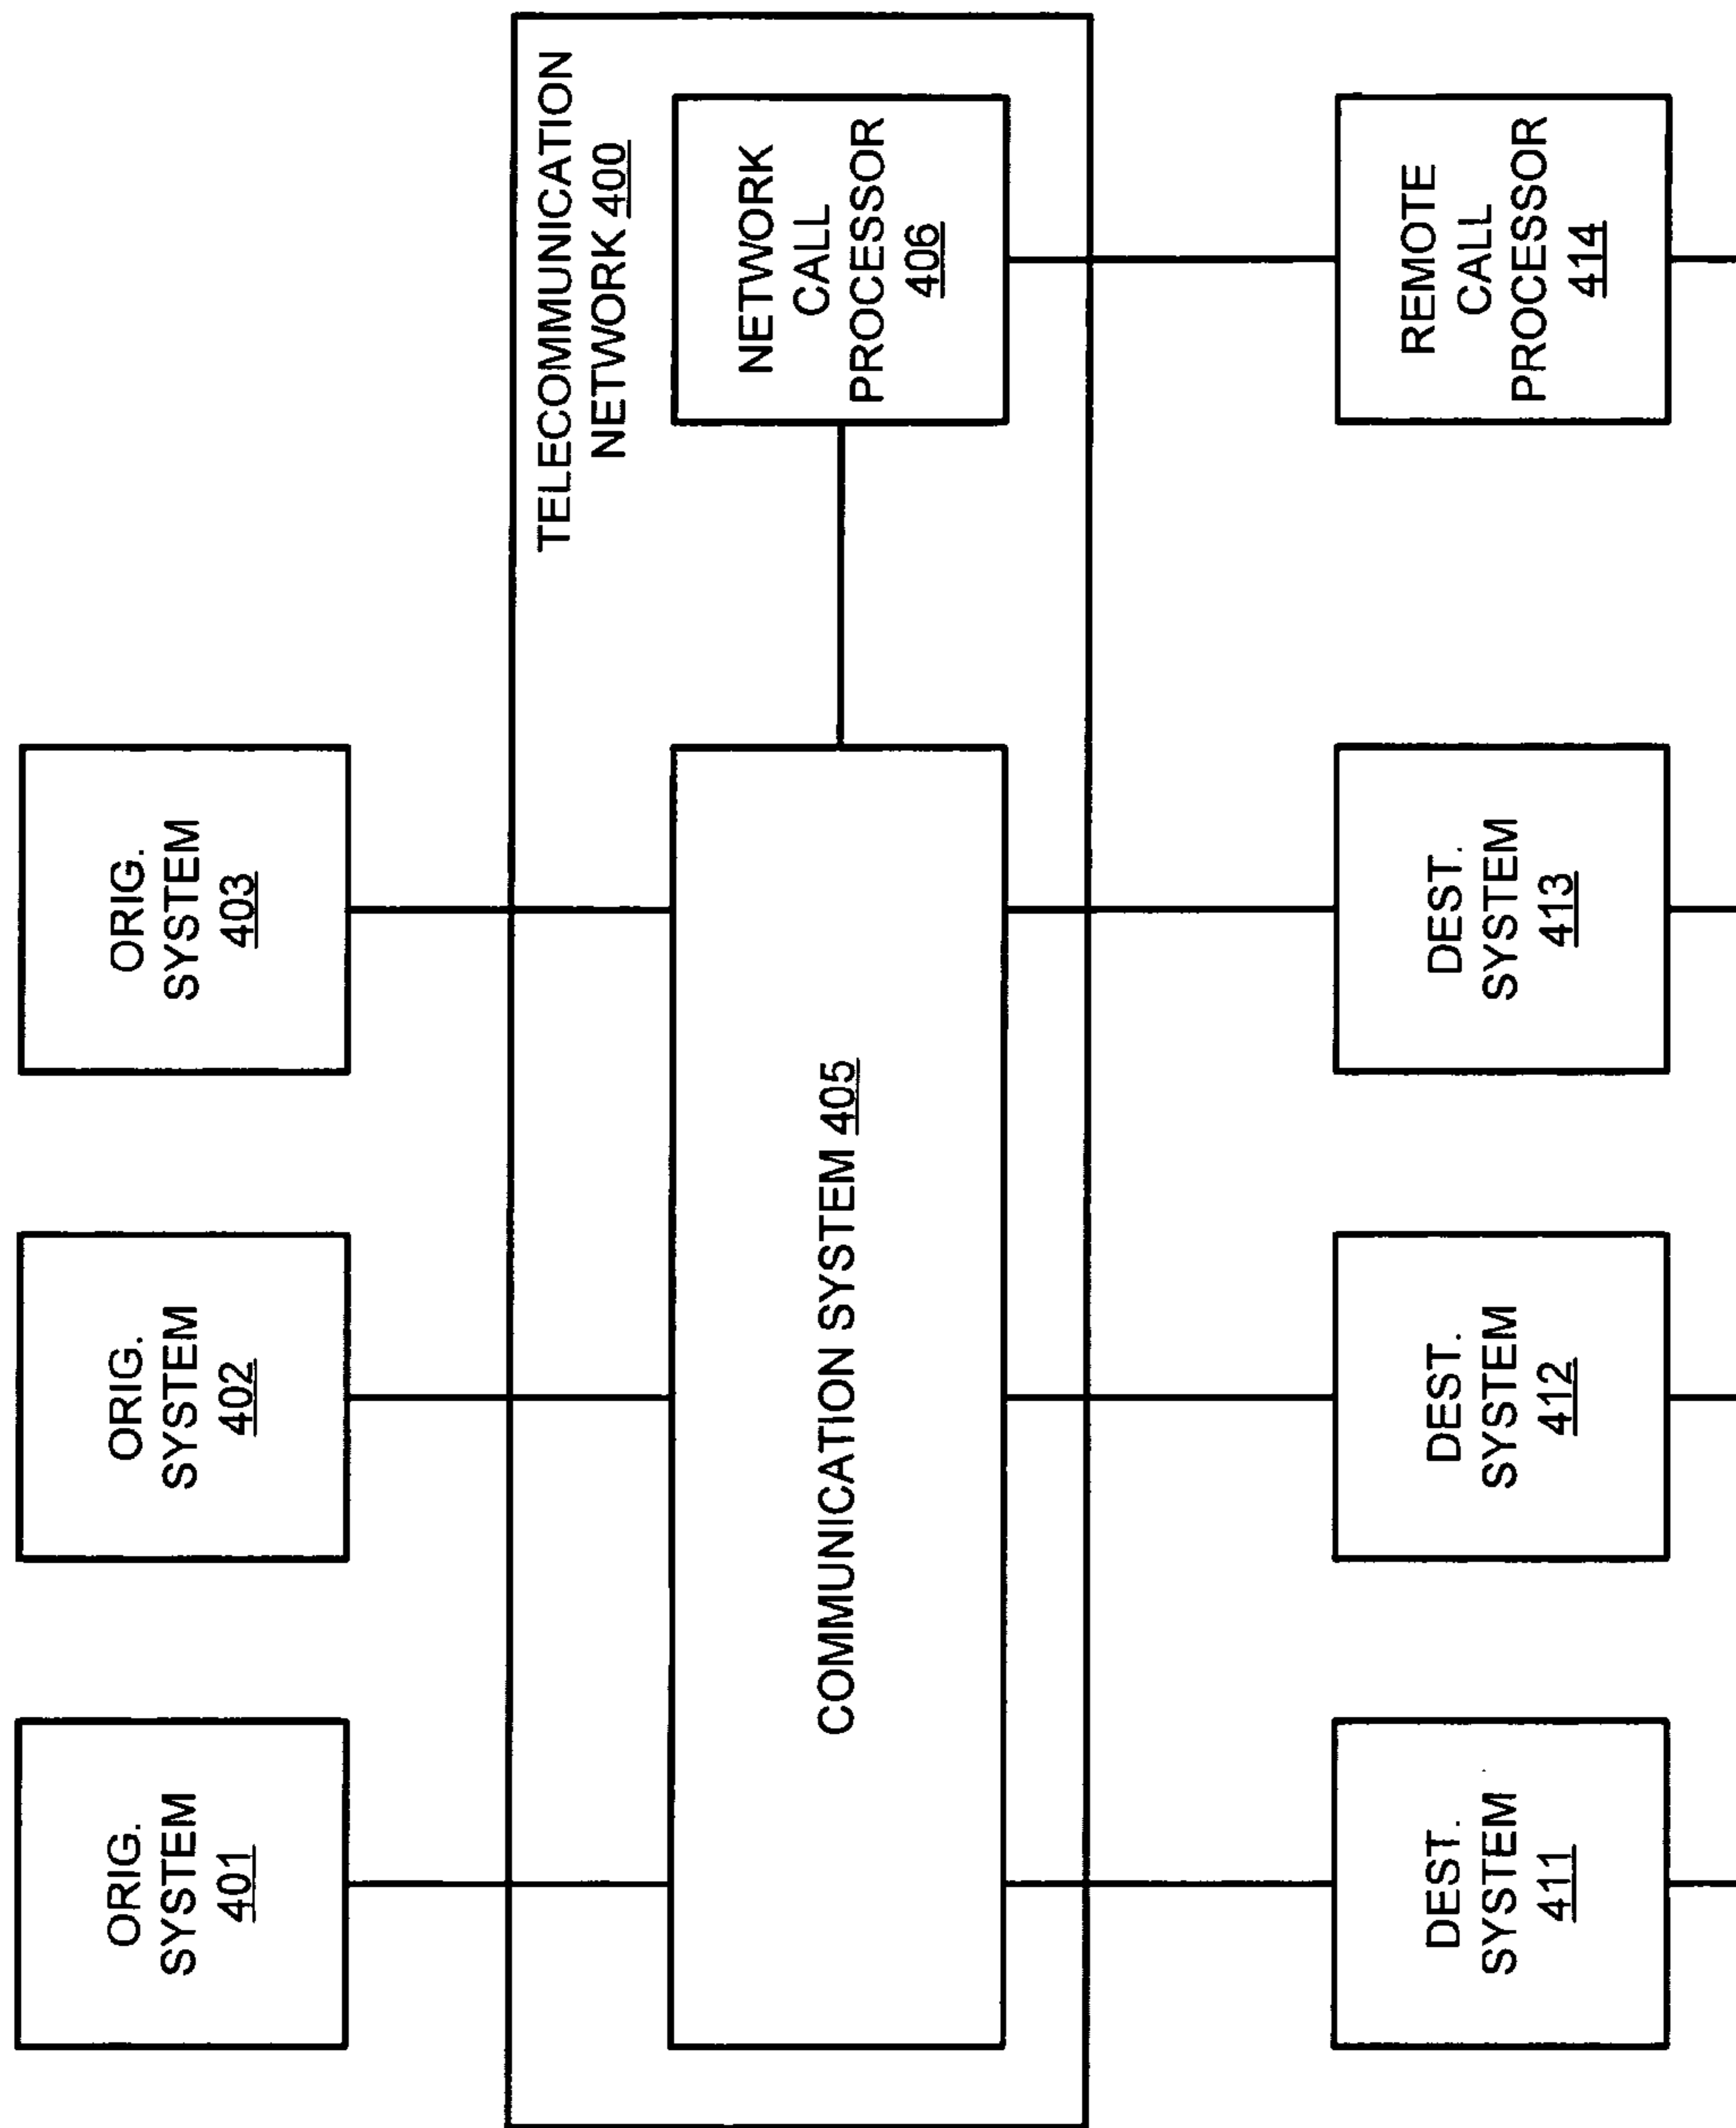 ORIG.
SYSTEM
401
ORIG.
SYSTEM
402
ORIG.
SYSTEM
403
TELECOMMUNICATION
NETWORK 400
COMMUNICATION SYSTEM 405
NETWORK
CALL
PROCESSOR
406
DEST.
SYSTEM
411
DEST.
SYSTEM
412
DEST.
SYSTEM
413
REMOTE
CALL
PROCESSOR
414